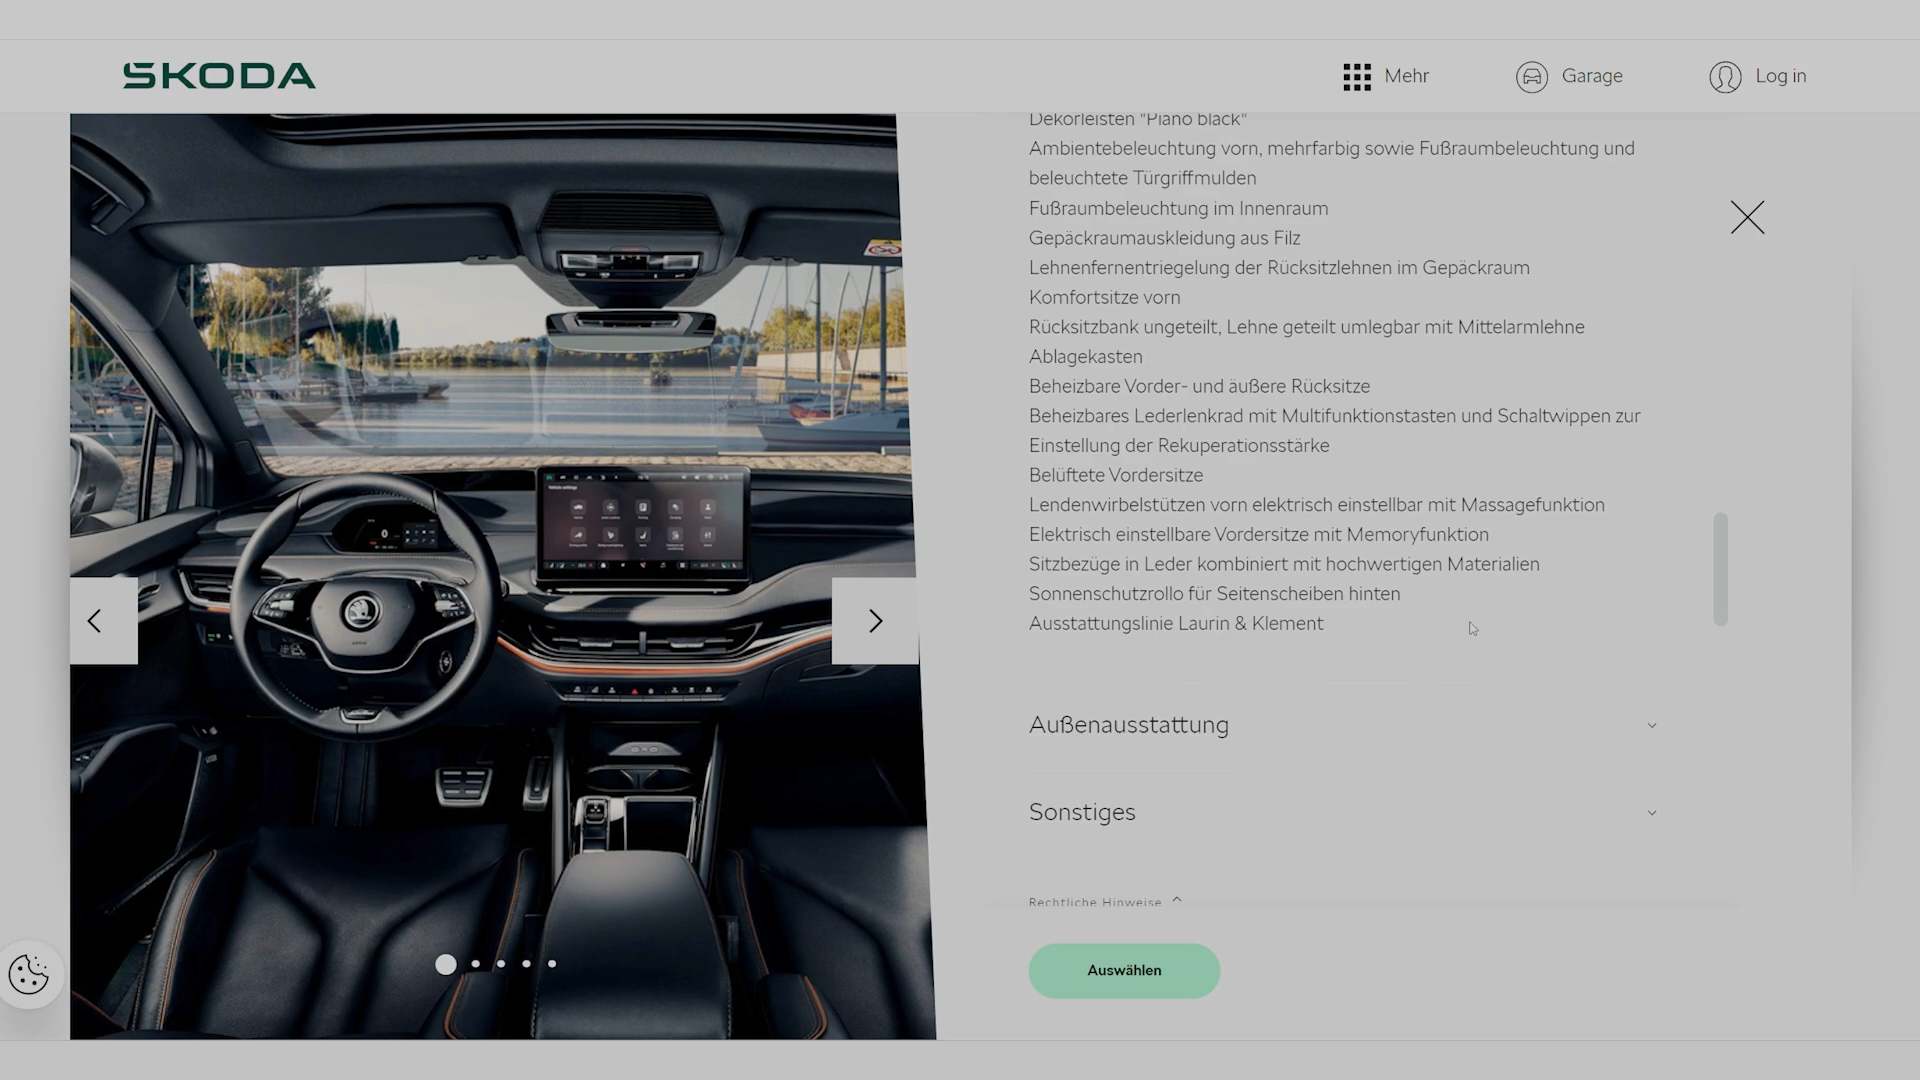 ŠKODA
Mehr
Garage
Log in
Dekorleisten "Piano black"
Ambientebeleuchtung vorn, mehrfarbig sowie Fußraumbeleuchtung und
beleuchtete Türgriffmulden
Fußraumbeleuchtung im Innenraum
Gepäckraumauskleidung aus Filz
Lehnenfernentriegelung der Rücksitzlehnen im Gepäckraum
Komfortsitze vorn
Rücksitzbank ungeteilt, Lehne geteilt umlegbar mit Mittelarmlehne
Ablagekasten
Beheizbare Vorder- und äußere Rücksitze
Beheizbares Lederlenkrad mit Multifunktionstasten und Schaltwippen zur
Einstellung der Rekuperationsstärke
Belüftete Vordersitze
Lendenwirbelstützen vorn elektrisch einstellbar mit Massagefunktion
Elektrisch einstellbare Vordersitze mit Memoryfunktion
Sitzbezüge in Leder kombiniert mit hochwertigen Materialien
Sonnenschutzrollo für Seitenscheiben hinten
Ausstattungslinie Laurin & Klement
Außenausstattung
Sonstiges
Rechtliche Hinweise
Auswählen